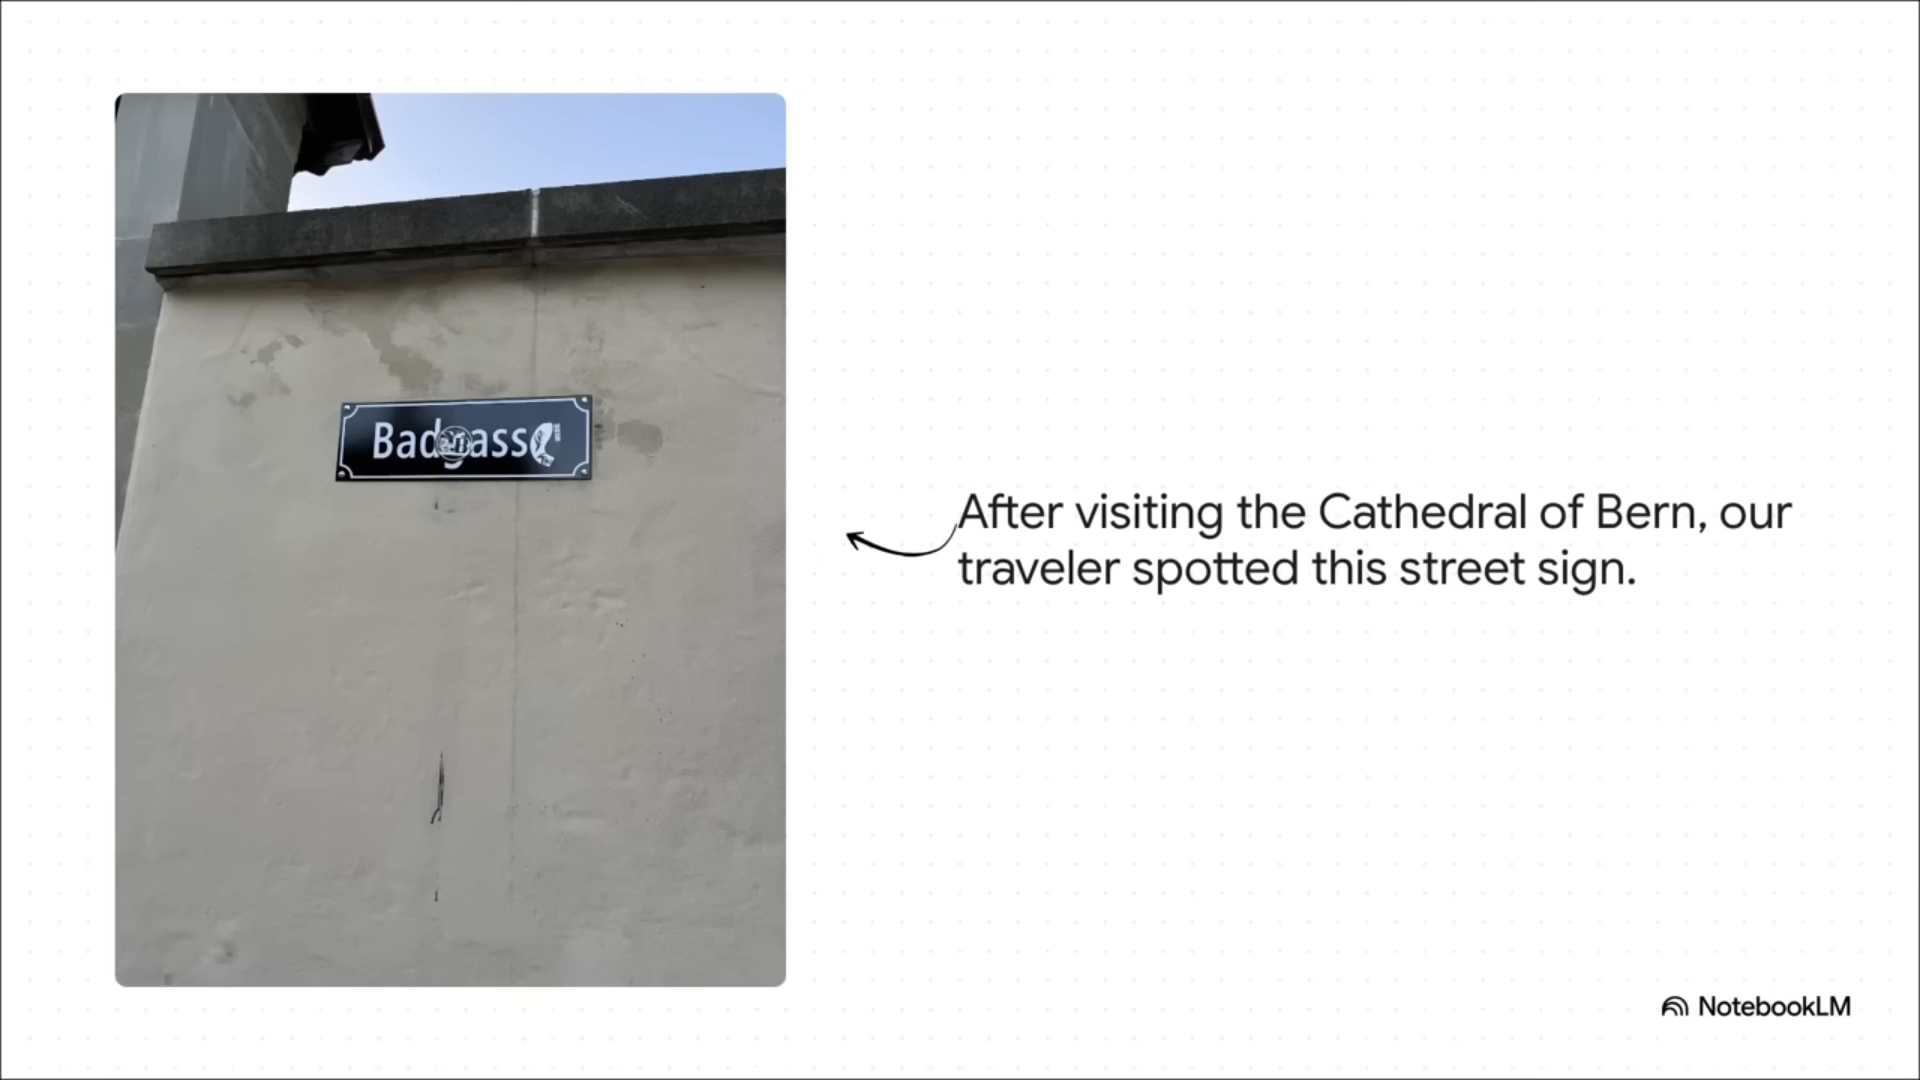 Badgasse
After visiting the Cathedral of Bern, our
traveler spotted this street sign.
NotebookLM